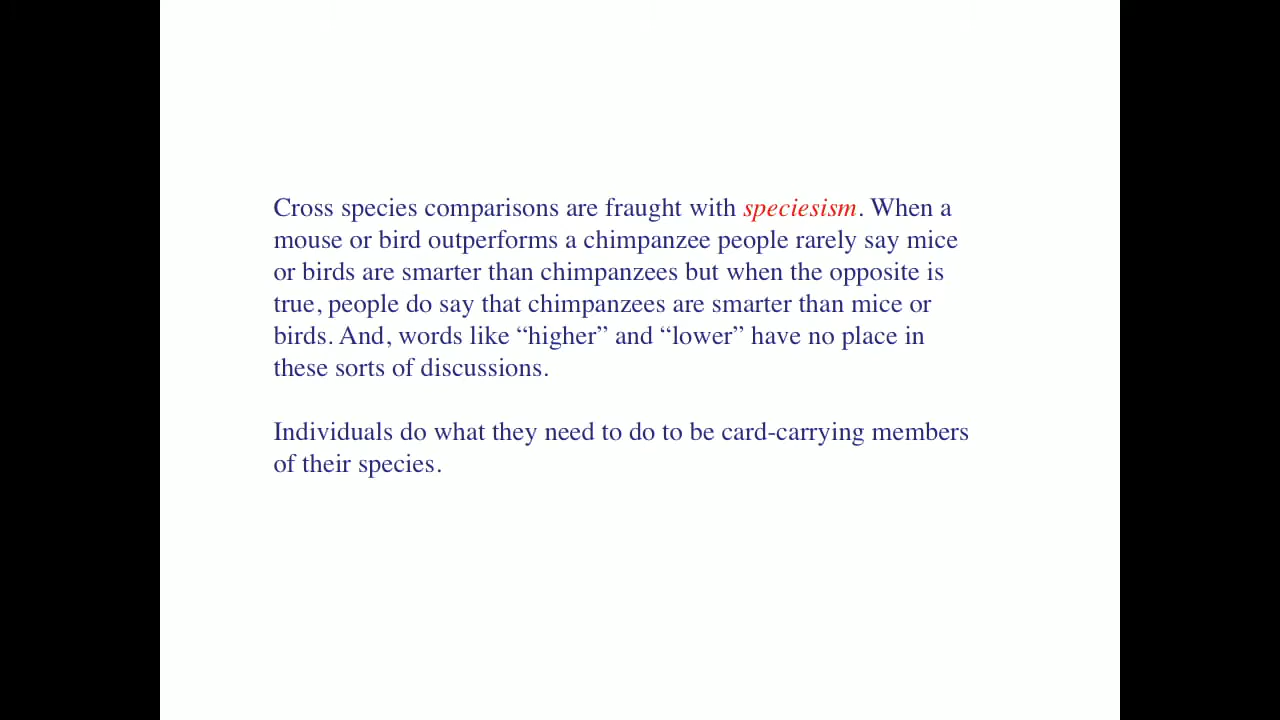 Cross species comparisons are fraught with speciesism. When a
mouse or bird outperforms a chimpanzee people rarely say mice
or birds are smarter than chimpanzees but when the opposite is
true, people do say that chimpanzees are smarter than mice or
birds. And, words like “higher” and “lower” have no place in
these sorts of discussions.
Individuals do what they need to do to be card-carrying members
of their species.